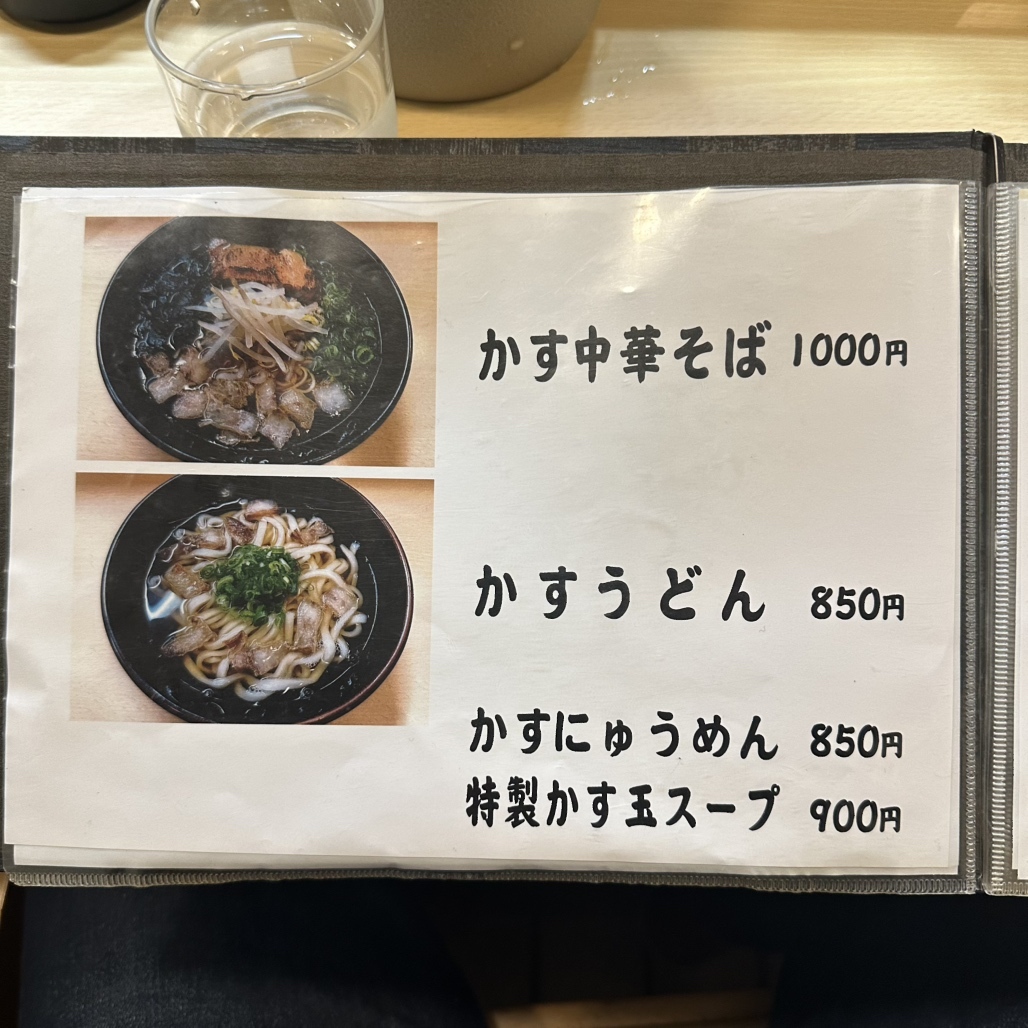 かす中華そば 1000円
かすうどん 850円
かすにゅうめん 850円
特製かす玉スープ 900円